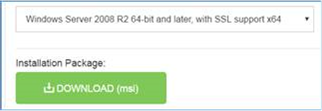 Windows Server 2008 R2 64-bit and later, with SSL support x64
Installation Package:
DOWNLOAD (msi)